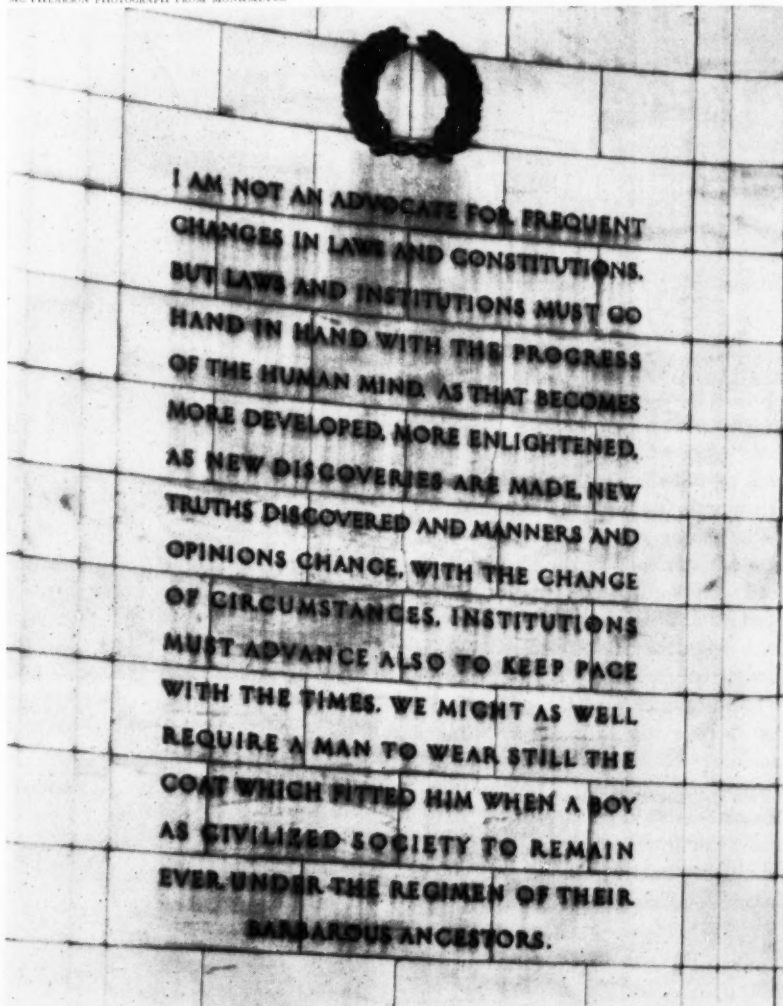 PHOTOGRAPH FROM
I AM NOT AN ADVOCATE FOR FREQUENT
CHANGES IN LAWS AND CONSTITUTIONS.
BUT LAWS AND INSTITUTIONS MUST GO
HAND IN HAND WITH THE PROGRESS
OF THE HUMAN MIND. AS THAT BECOMES
MORE DEVELOPED, MORE ENLIGHTENED,
AS NEW DISCOVERIES ARE MADE, NEW
TRUTHS DISCOVERED AND MANNERS AND
OPINIONS CHANGE, WITH THE CHANGE
OF CIRCUMSTANCES, INSTITUTIONS
MUST ADVANCE ALSO TO KEEP PACE
WITH THE TIMES. WE MIGHT AS WELL
REQUIRE A MAN TO WEAR STILL THE
COAT WHICH FITTED HIM WHEN A BOY
AS CIVILIZED SOCIETY TO REMAIN
EVER UNDER THE REGIMEN OF THEIR
BARBAROUS ANCESTORS.